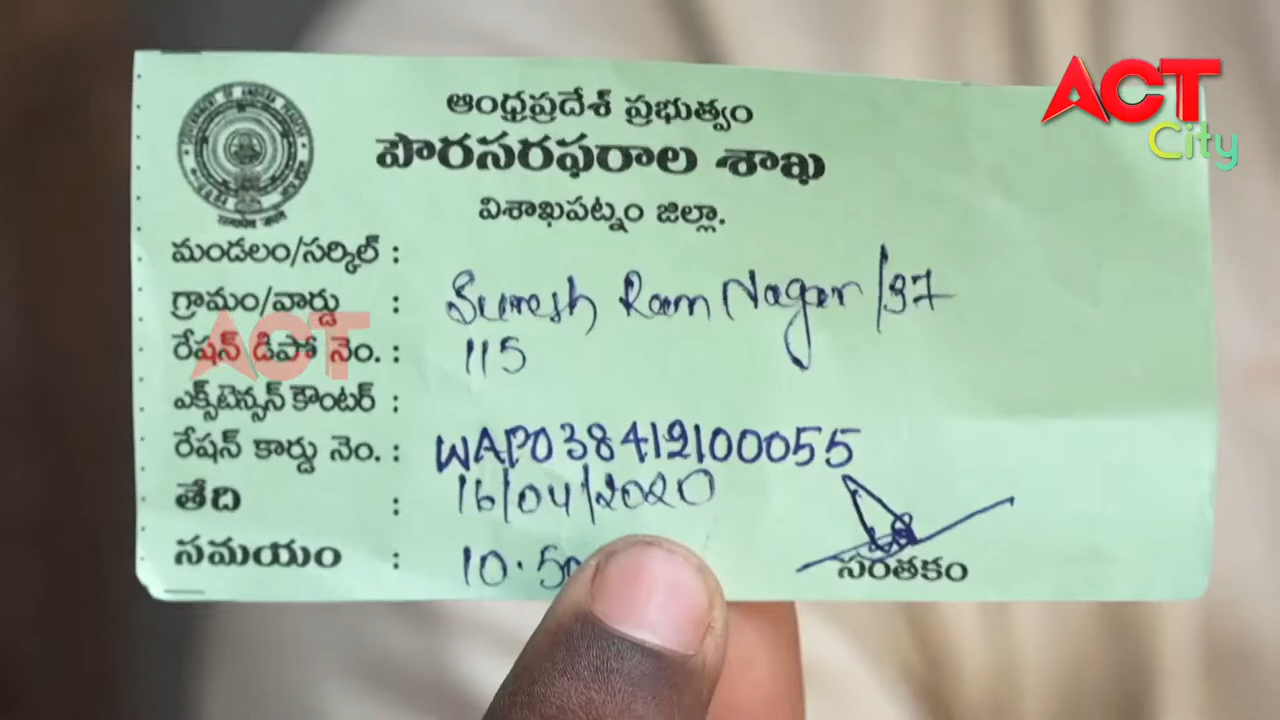 ACT
City
ఆంధ్రప్రదేశ్ ప్రభుత్వం
పౌరసరఫరాల శాఖ
విశాఖపట్నం జిల్లా.
మండలం/సర్కిల్ :
గ్రామం/వార్డు : Suresh Ram Nagar/37
రేషన్ డిపో నెం. : 115
ACT
ఎక్స్‌టెన్సన్ కౌంటర్ :
రేషన్ కార్డు నెం. : WAP038412100055
తేది : 16/04/2020
సమయం : 10.50
సంతకం